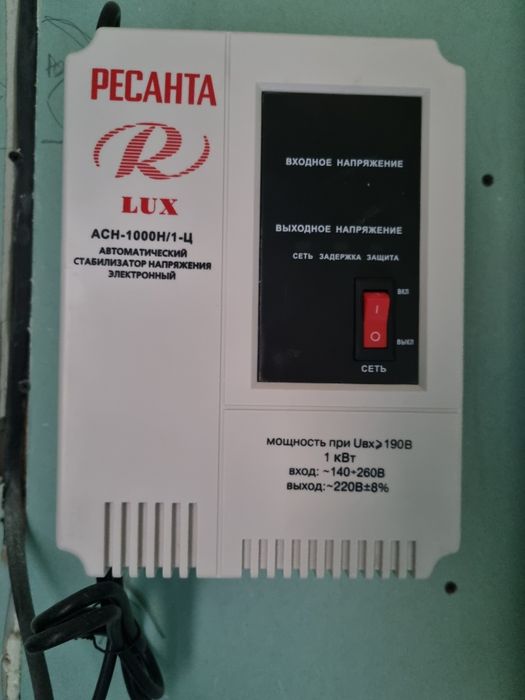 РЕСАНТА
R
LUX
АСН-1000Н/1-Ц
АВТОМАТИЧЕСКИЙ
СТАБИЛИЗАТОР НАПРЯЖЕНИЯ
ЭЛЕКТРОННЫЙ
ВХОДНОЕ НАПРЯЖЕНИЕ
ВЫХОДНОЕ НАПРЯЖЕНИЕ
СЕТЬ ЗАДЕРЖКА ЗАЩИТА
ВКЛ
I
O
ВЫКЛ
СЕТЬ
мощность при Uвх⩾190В
1 кВт
вход: ~140÷260В
выход:~220В±8%